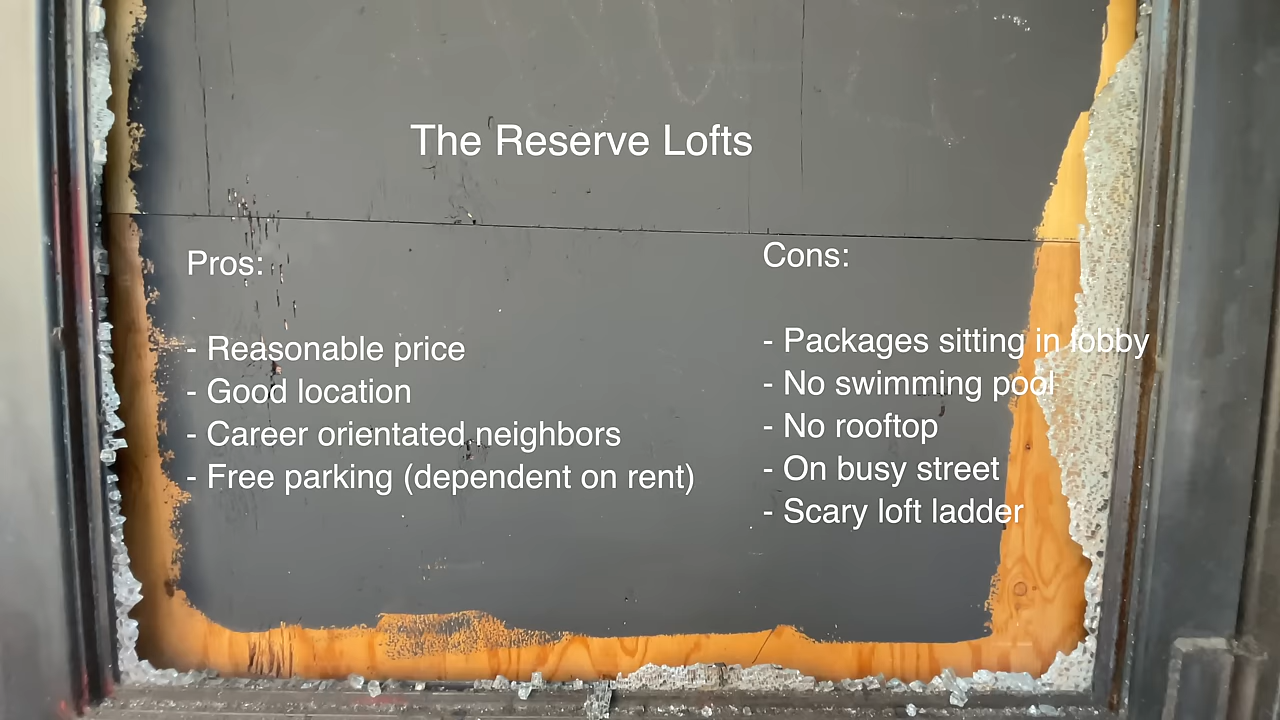 The Reserve Lofts
Pros:
- Reasonable price
- Good location
- Career orientated neighbors
- Free parking (dependent on rent)
Cons:
- Packages sitting in lobby
- No swimming pool
- No rooftop
- On busy street
- Scary loft ladder